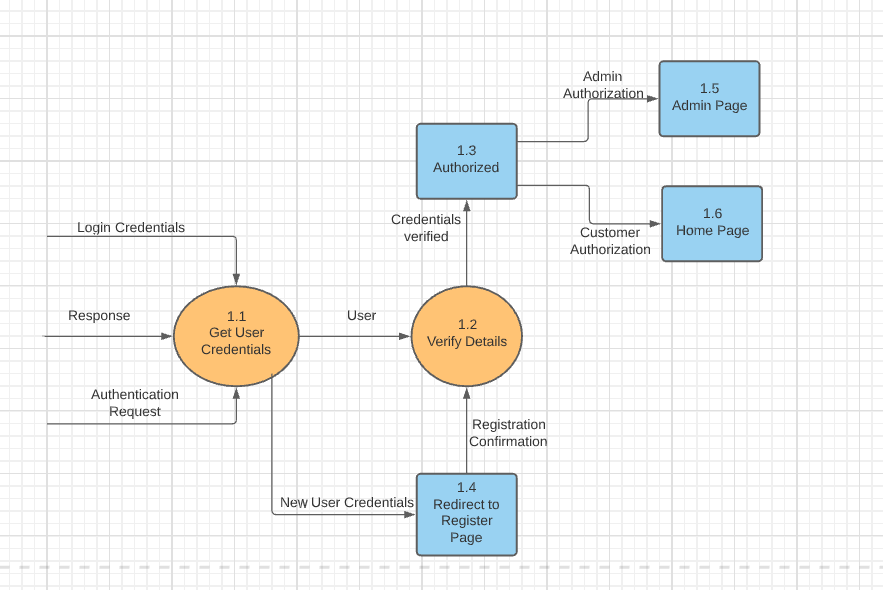 Admin
Authorization
1.5
Admin Page
1.3
Authorized
Credentials
verified
1.6
Home Page
Customer
Authorization
Login Credentials
Response
1.1
Get User
Credentials
User
1.2
Verify Details
Authentication
Request
Registration
Confirmation
New User Credentials
1.4
Redirect to
Register
Page